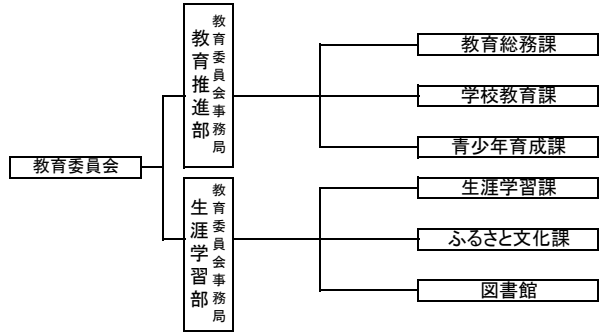 教育委員会
教育委員会事務局
教育推進部
教育総務課
学校教育課
青少年育成課
教育委員会事務局
生涯学習部
生涯学習課
ふるさと文化課
図書館